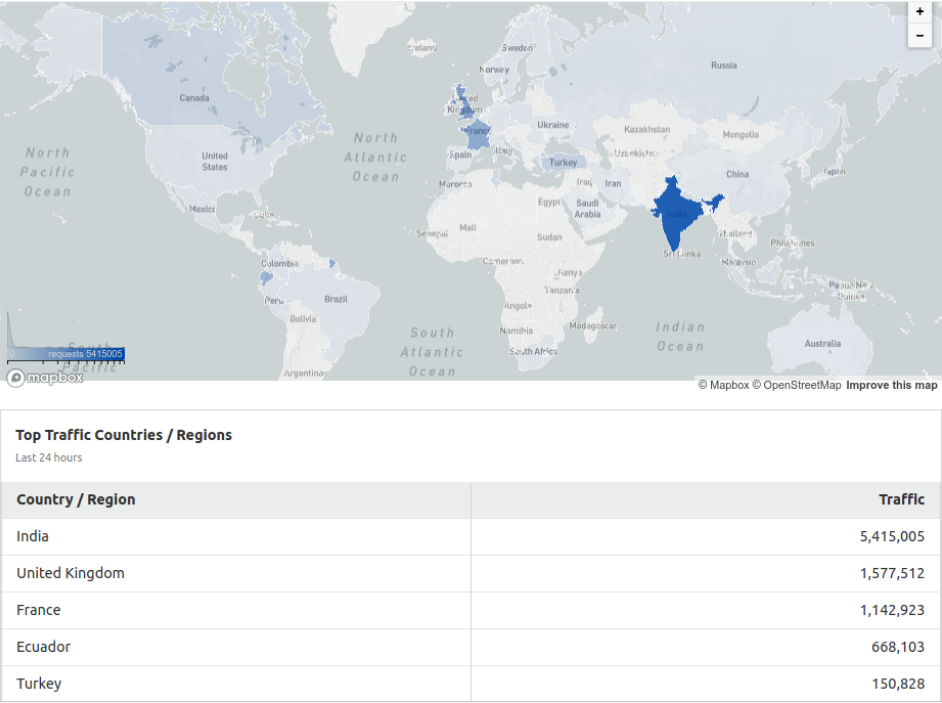 +
−
Iceland
Sweden
Norway
Russia
Canada
United Kingdom
France
Ukraine
Kazakhstan
Mongolia
North Pacific Ocean
United States
North Atlantic Ocean
Spain
Italy
Turkey
Uzbekistan
China
Japan
Morocco
Iraq
Iran
Mexico
Cuba
Egypt
Saudi Arabia
India
Senegal
Mali
Sudan
Thailand
Philippines
Colombia
Cameroon
Kenya
Sri Lanka
Malaysia
Peru
Brazil
Tanzania
Papua New Guinea
Bolivia
Angola
Namibia
Madagascar
South Atlantic Ocean
Indian Ocean
Australia
South Africa
South Pacific
requests 5415005
mapbox
Argentina
© Mapbox © OpenStreetMap Improve this map
Top Traffic Countries / Regions
Last 24 hours
Country / Region Traffic
India 5,415,005
United Kingdom 1,577,512
France 1,142,923
Ecuador 668,103
Turkey 150,828